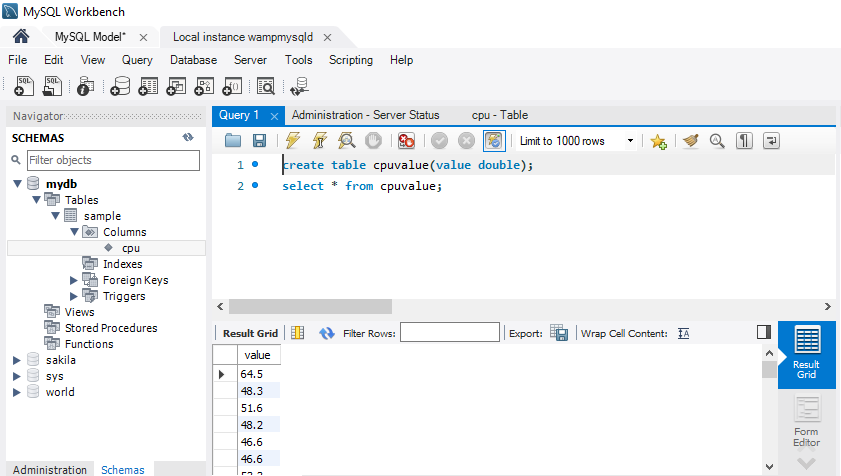 MySQL Workbench
MySQL Model* Local instance wampmysqld
File Edit View Query Database Server Tools Scripting Help
SQL SQL
Navigator
SCHEMAS
Filter objects
mydb
Tables
sample
Columns
cpu
Indexes
Foreign Keys
Triggers
Views
Stored Procedures
Functions
sakila
sys
world
Administration Schemas
Query 1 Administration - Server Status cpu - Table
Limit to 1000 rows
1 create table cpuvalue(value double);
2 select * from cpuvalue;
Result Grid Filter Rows: Export: Wrap Cell Content: IA
value
64.5
48.3
51.6
48.2
46.6
46.6
Result
Grid
Form
Editor